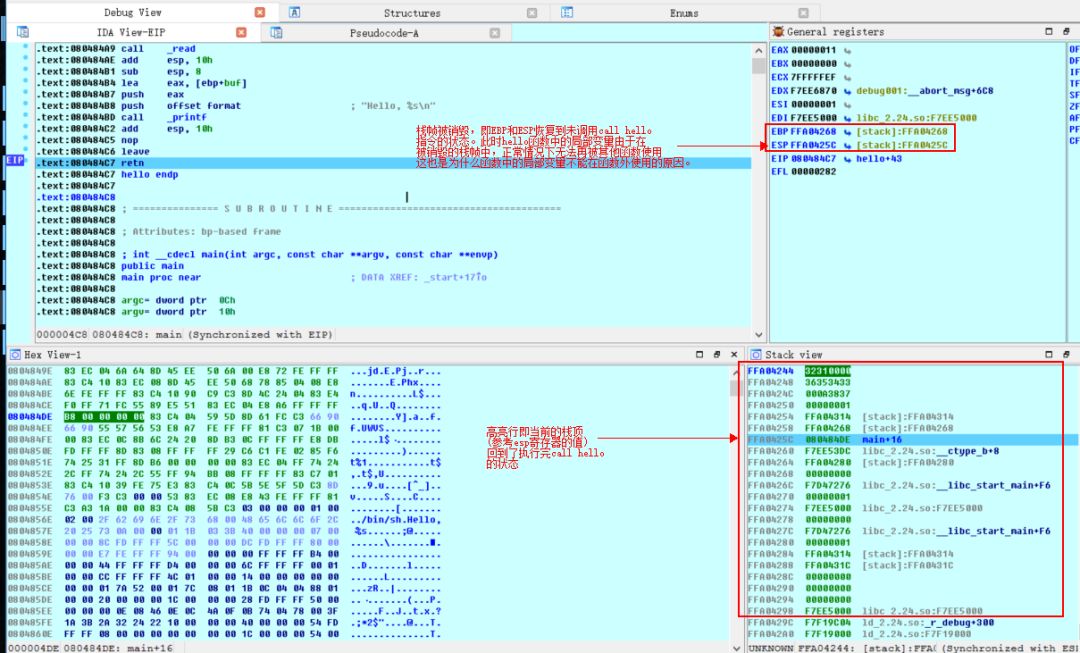 Debug View
Structures
Enums
IDA View-EIP
Pseudocode-A
General registers
.text:080484A9 call _read
.text:080484AE add esp, 10h
.text:080484B1 sub esp, 8
.text:080484B4 lea eax, [ebp+buf]
.text:080484B7 push eax
.text:080484B8 push offset format ; "Hello, %s\n"
.text:080484BD call _printf
.text:080484C2 add esp, 10h
.text:080484C5 nop
.text:080484C6 leave
EIP .text:080484C7 retn
.text:080484C7 hello endp
.text:080484C7
.text:080484C8
.text:080484C8 ; =============== S U B R O U T I N E =======================================
.text:080484C8
.text:080484C8 ; Attributes: bp-based frame
.text:080484C8
.text:080484C8 ; int __cdecl main(int argc, const char **argv, const char **envp)
.text:080484C8 public main
.text:080484C8 main proc near ; DATA XREF: _start+17↑o
.text:080484C8
.text:080484C8 argc= dword ptr 0Ch
.text:080484C8 argv= dword ptr 10h
000004C8 080484C8: main (Synchronized with EIP)
栈帧被销毁，即EBP和ESP恢复到未调用call hello
指令的状态。此时hello函数中的局部变量由于在
被销毁的栈帧中，正常情况下无法再被其他函数使用
这也是为什么函数中的局部变量不能在函数外使用的原因。
EAX 00000011
EBX 00000000
ECX 7FFFFFEF
EDX F7EE6870 debug001:__abort_msg+6C8
ESI 00000001
EDI F7EE5000 libc_2.24.so:F7EE5000
EBP FFA04268 [stack]:FFA04268
ESP FFA0425C [stack]:FFA0425C
EIP 080484C7 hello+43
EFL 00000282
Hex View-1
0804849E 83 EC 04 6A 64 8D 45 EE 50 6A 00 E8 72 FE FF FF ...jd.E.Pj..r...
080484AE 83 C4 10 83 EC 08 8D 45 EE 50 68 78 85 04 08 E8 .......E.Phx....
080484BE 6E FE FF FF 83 C4 10 90 C9 C3 8D 4C 24 04 83 E4 n..........L$...
080484CE F0 FF 71 FC 55 89 E5 51 83 EC 04 E8 A6 FF FF FF ..q.U..Q........
080484DE B8 00 00 00 00 83 C4 04 59 5D 8D 61 FC C3 66 90 ........Y].a..f.
080484EE 66 90 55 57 56 53 E8 A7 FE FF FF 81 C3 07 1B 00 f.UWVS..........
080484FE 00 83 EC 0C 8B 6C 24 20 8D B3 0C FF FF FF E8 DB
0804850E FD FF FF 8D 83 08 FF FF FF 29 C6 C1 FE 02 85 F6
0804851E 74 25 31 FF 8D B6 00 00 00 00 83 EC 04 FF 74 24
0804852E 2C FF 74 24 2C 55 FF 94 BB 08 FF FF FF 83 C7 01
0804853E 83 C4 10 39 FE 75 E3 83 C4 0C 5B 5E 5F 5D C3 8D
0804854E 76 00 F3 C3 00 00 53 83 EC 08 E8 43 FE FF FF 81
0804855E C3 A3 1A 00 00 83 C4 08 5B C3 03 00 00 00 01 00
0804856E 02 00 2F 62 69 6E 2F 73 68 00 48 65 6C 6C 6F 2C ../bin/sh.Hello,
0804857E 20 25 73 0A 00 00 01 1B 03 3B 40 00 00 00 07 00
0804858E 00 00 8C FD FF FF 5C 00 00 00 DC FD FF FF 80 00
0804859E 00 00 E7 FE FF FF 94 00 00 00 00 FF FF FF B4 00
080485AE 00 00 44 FF FF FF D4 00 00 00 6C FF FF FF 00 01
080485BE 00 00 CC FF FF FF 4C 01 00 00 14 00 00 00 00 00
080485CE 00 00 01 7A 52 00 01 7C 08 01 1B 0C 04 04 88 01
080485DE 00 00 20 00 00 00 1C 00 00 00 28 FD FF FF 50 00
080485EE 00 00 00 0E 08 46 0E 0C 4A 0F 0B 74 04 78 00 3F
080485FE 1A 3B 2A 32 24 22 10 00 00 00 40 00 00 00 54 FD
0804860E FF FF 08 00 00 00 00 00 00 00 1C 00 00 00 54 00
000004DE 080484DE: main+16
高亮行即当前的栈顶
(参考esp寄存器的值)
回到了执行完call hello
的状态
Stack view
FFA04244 32310000
FFA04248 36353433
FFA0424C 000A3837
FFA04250 00000001
FFA04254 FFA04314 [stack]:FFA04314
FFA04258 FFA04268 [stack]:FFA04268
FFA0425C 080484DE main+16
FFA04260 F7EE53DC libc_2.24.so:__ctype_b+8
FFA04264 FFA04280 [stack]:FFA04280
FFA04268 00000000
FFA0426C F7D47276 libc_2.24.so:__libc_start_main+F6
FFA04270 00000001
FFA04274 F7EE5000 libc_2.24.so:F7EE5000
FFA04278 00000000
FFA0427C F7D47276 libc_2.24.so:__libc_start_main+F6
FFA04280 00000001
FFA04284 FFA04314 [stack]:FFA04314
FFA04288 FFA0431C [stack]:FFA0431C
FFA0428C 00000000
FFA04290 00000000
FFA04294 00000000
FFA04298 F7EE5000 libc_2.24.so:F7EE5000
FFA0429C F7F19C04 ld_2.24.so:_r_debug+300
FFA042A0 F7F19000 ld_2.24.so:F7F19000
UNKNOWN FFA04244: [stack]:FFA( (Synchronized with ES